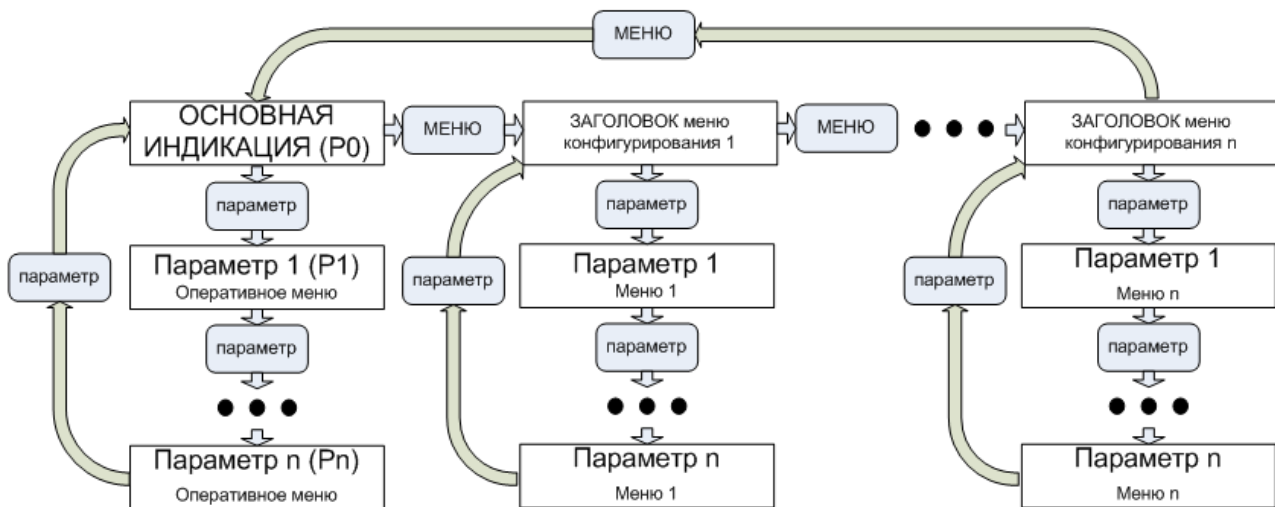 МЕНЮ
ОСНОВНАЯ
ИНДИКАЦИЯ (P0)
МЕНЮ
ЗАГОЛОВОК меню
конфигурирования 1
МЕНЮ
ЗАГОЛОВОК меню
конфигурирования n
параметр
параметр
параметр
параметр
Параметр 1 (P1)
Оперативное меню
параметр
Параметр 1
Меню 1
параметр
Параметр 1
Меню n
параметр
параметр
параметр
Параметр n (Pn)
Оперативное меню
Параметр n
Меню 1
Параметр n
Меню n